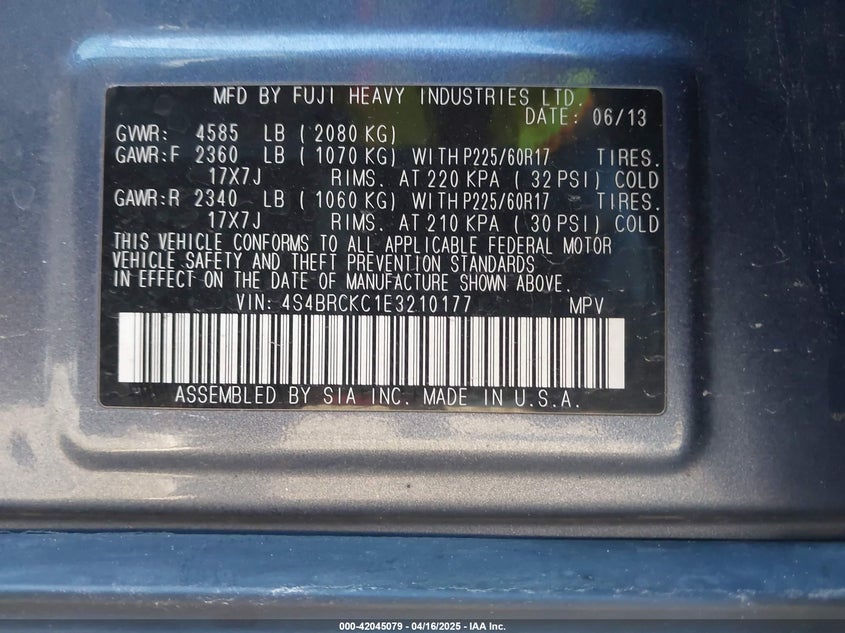 MFD BY FUJI HEAVY INDUSTRIES LTD.
DATE: 06/13
GVWR: 4585 LB (2080 KG)
GAWR:F 2360 LB (1070 KG) WITH P225/60R17 TIRES.
17X7J RIMS. AT 220 KPA (32 PSI) COLD
GAWR:R 2340 LB (1060 KG) WITH P225/60R17 TIRES.
17X7J RIMS. AT 210 KPA (30 PSI) COLD
THIS VEHICLE CONFORMS TO ALL APPLICABLE FEDERAL MOTOR
VEHICLE SAFETY AND THEFT PREVENTION STANDARDS
IN EFFECT ON THE DATE OF MANUFACTURE SHOWN ABOVE.
VIN: 4S4BRCKC1E3210177 MPV
ASSEMBLED BY SIA INC. MADE IN U.S.A.
000-42045079 - 04/16/2025 - IAA Inc.